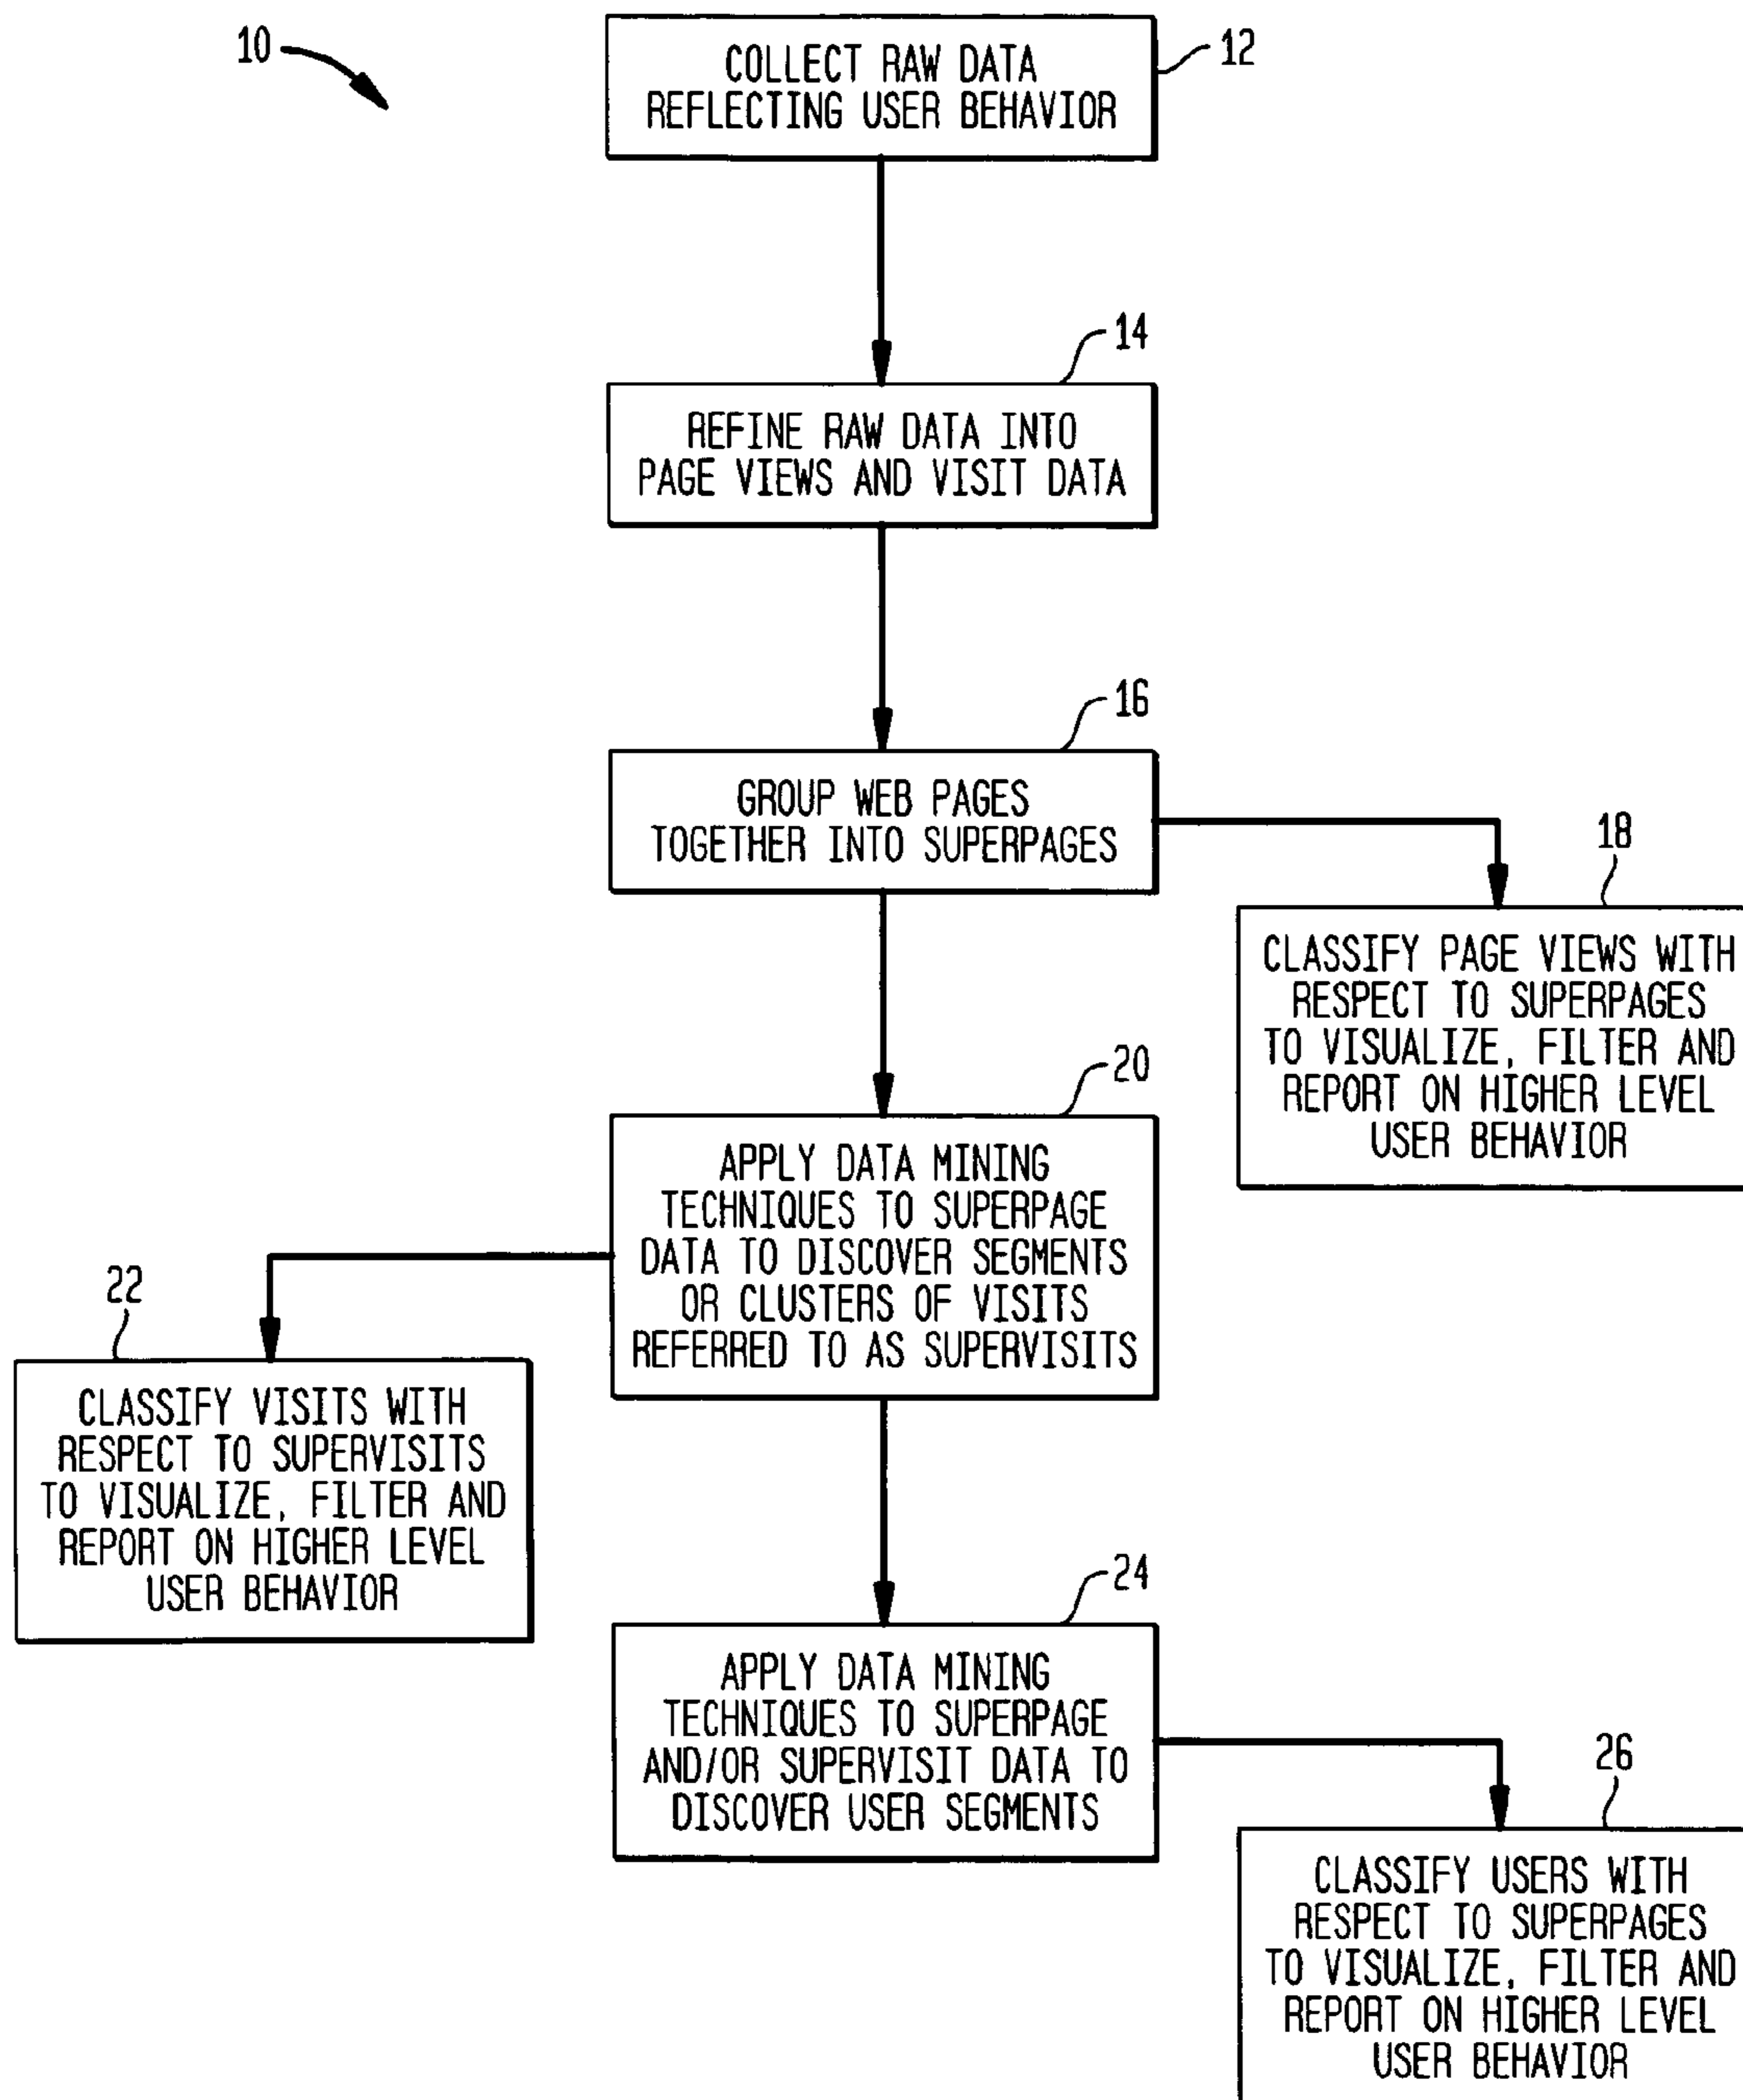 10
COLLECT RAW DATA
REFLECTING USER BEHAVIOR
12
14
REFINE RAW DATA INTO
PAGE VIEWS AND VISIT DATA
16
GROUP WEB PAGES
TOGETHER INTO SUPERPAGES
18
CLASSIFY PAGE VIEWS WITH
RESPECT TO SUPERPAGES
TO VISUALIZE, FILTER AND
REPORT ON HIGHER LEVEL
USER BEHAVIOR
20
APPLY DATA MINING
TECHNIQUES TO SUPERPAGE
DATA TO DISCOVER SEGMENTS
OR CLUSTERS OF VISITS
REFERRED TO AS SUPERVISITS
22
CLASSIFY VISITS WITH
RESPECT TO SUPERVISITS
TO VISUALIZE, FILTER AND
REPORT ON HIGHER LEVEL
USER BEHAVIOR
24
APPLY DATA MINING
TECHNIQUES TO SUPERPAGE
AND/OR SUPERVISIT DATA TO
DISCOVER USER SEGMENTS
26
CLASSIFY USERS WITH
RESPECT TO SUPERPAGES
TO VISUALIZE, FILTER AND
REPORT ON HIGHER LEVEL
USER BEHAVIOR